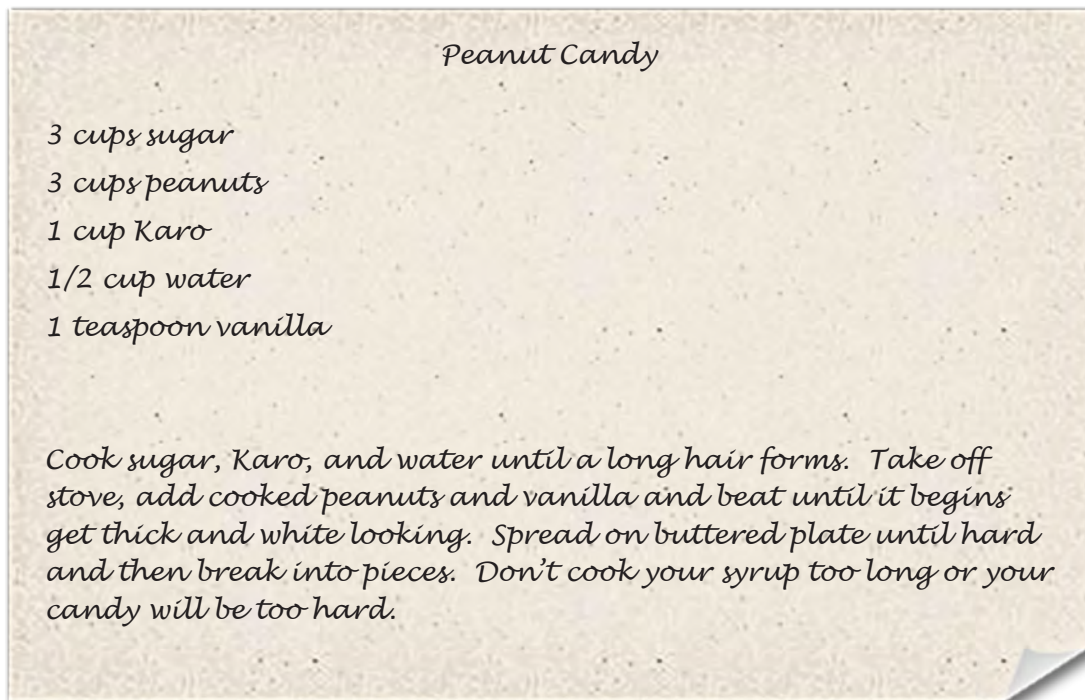 Peanut Candy
3 cups sugar
3 cups peanuts
1 cup Karo
1/2 cup water
1 teaspoon vanilla
Cook sugar, Karo, and water until a long hair forms.  Take off
stove, add cooked peanuts and vanilla and beat until it begins
get thick and white looking.  Spread on buttered plate until hard
and then break into pieces.  Don't cook your syrup too long or your
candy will be too hard.